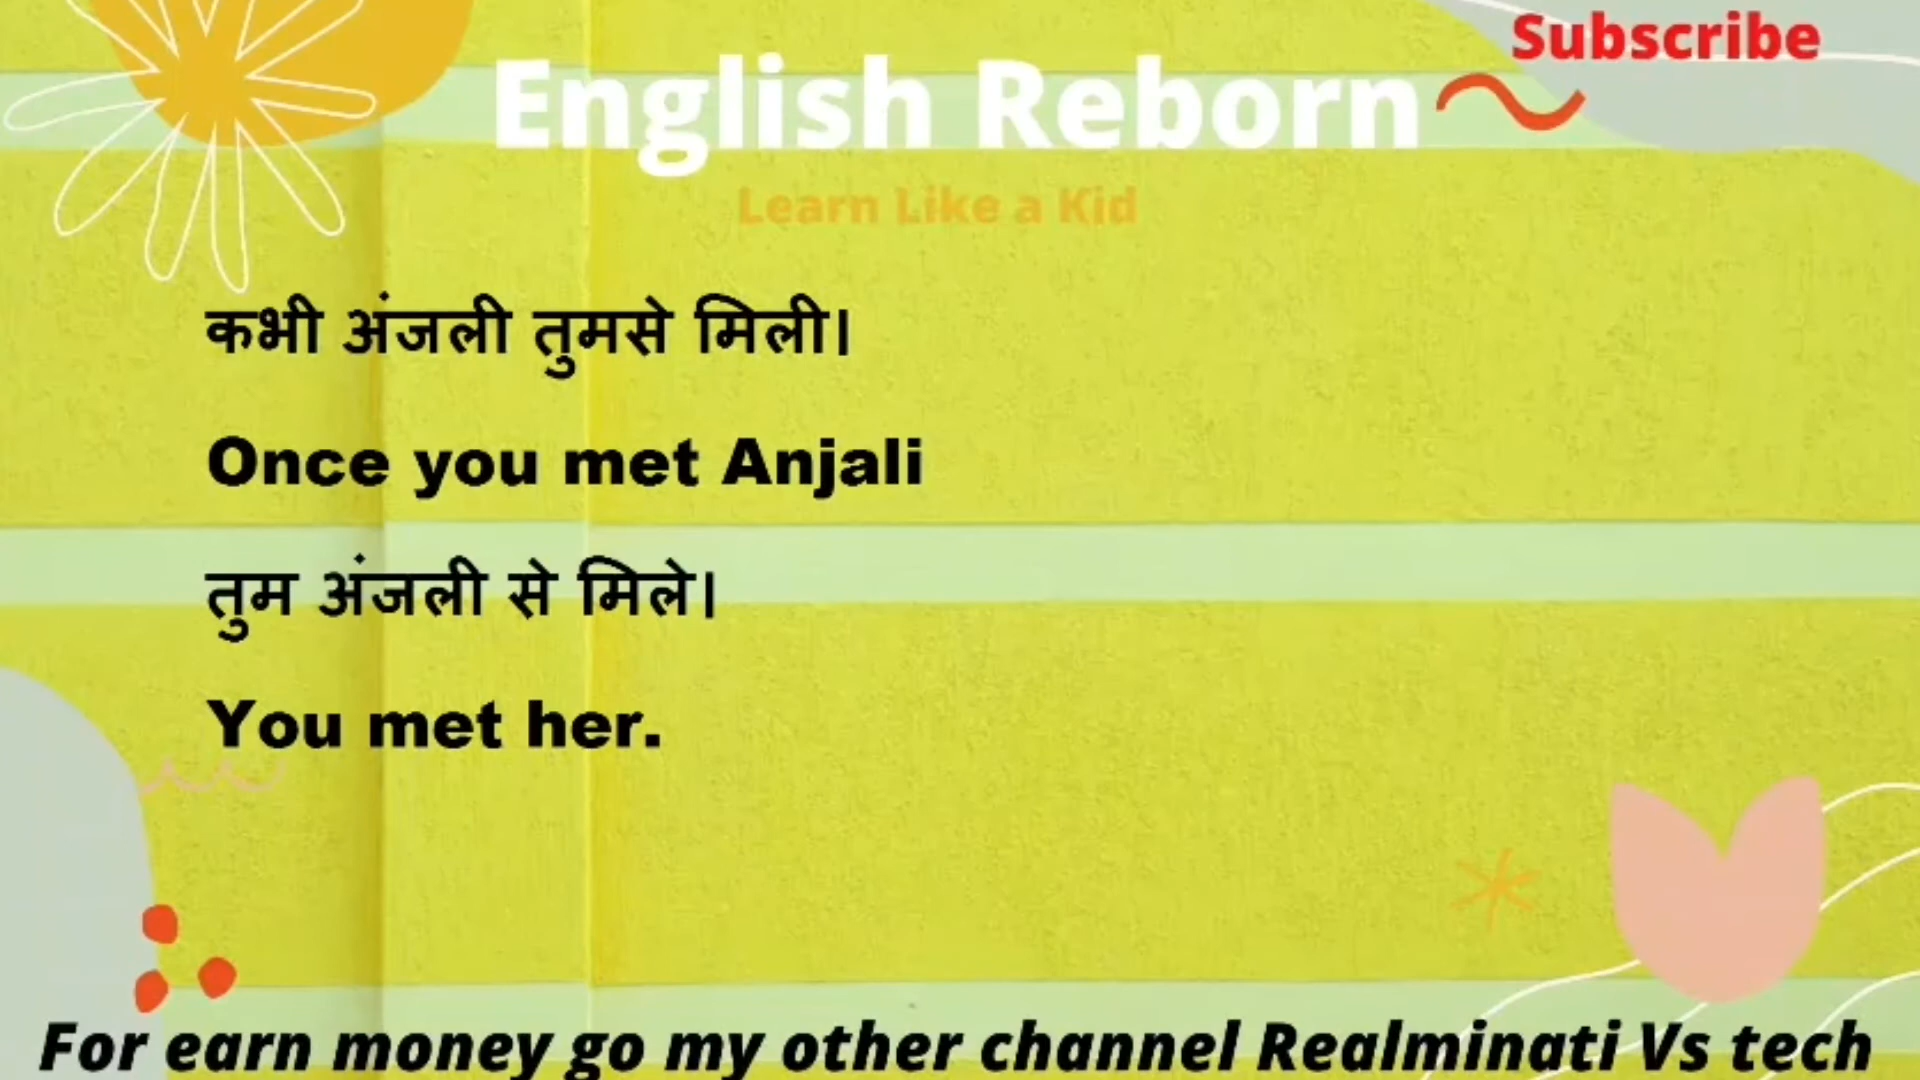 Subscribe
English Reborn
Learn Like a Kid
कभी अंजली तुमसे मिली।
Once you met Anjali
तुम अंजली से मिले।
You met her.
For earn money go my other channel Realminati Vs tech